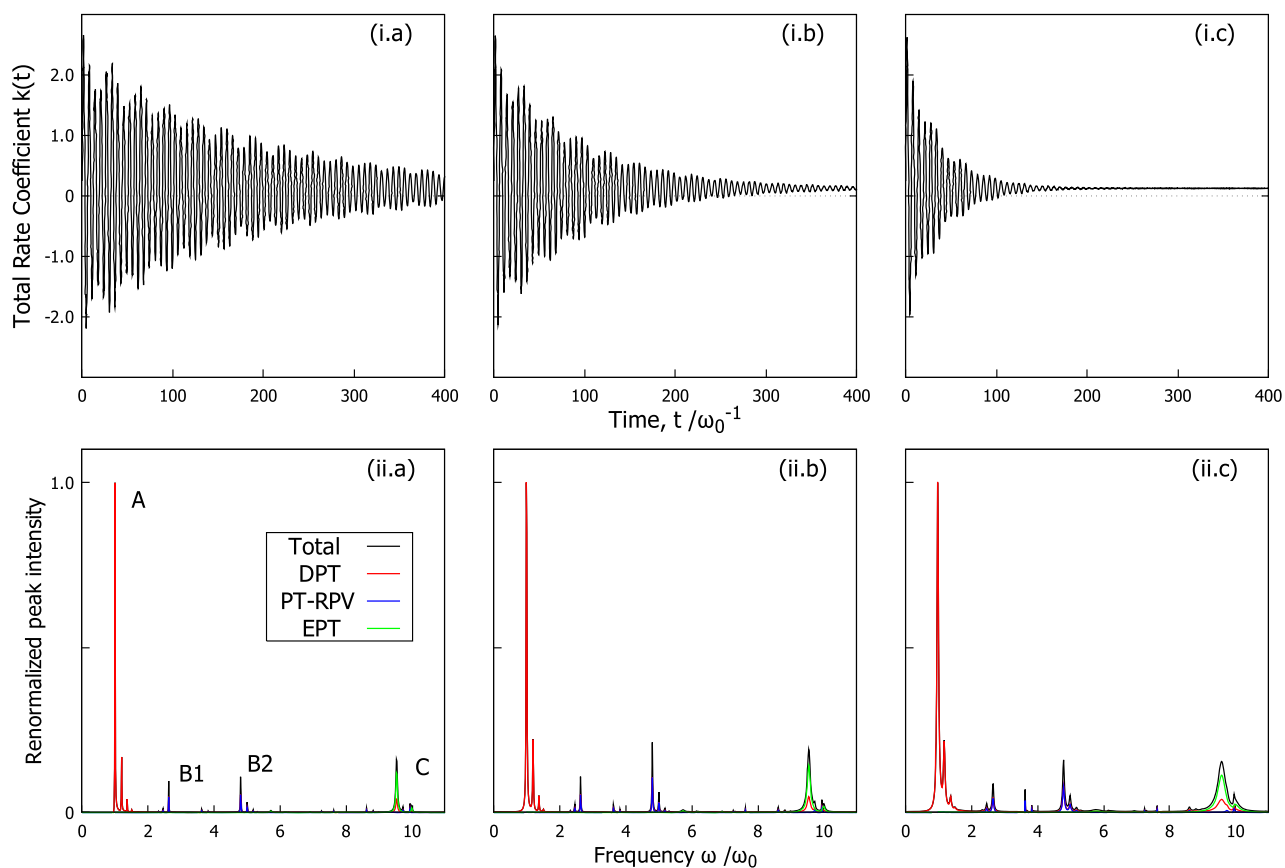 (i.a)
(i.b)
(i.c)
Total Rate Coefficient k(t)
2.0
1.0
0
-1.0
-2.0
0 100 200 300 400
0 100 200 300 400
0 100 200 300 400
Time, t /ω₀⁻¹
(ii.a)
(ii.b)
(ii.c)
Renormalized peak intensity
1.0
0
A
B1
B2
C
Total
DPT
PT-RPV
EPT
0 2 4 6 8 10
0 2 4 6 8 10
0 2 4 6 8 10
Frequency ω /ω₀